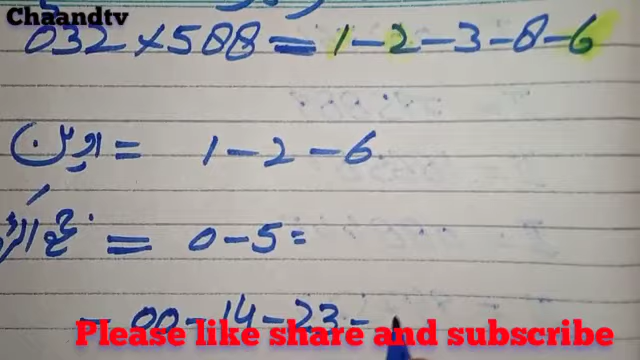 Chaandtv
032 × 588 = 1 – 2 – 3 – 8 – 6
اوپن = 1 – 2 – 6
= 0 – 5 =
– 00 – 14 – 23 –
Please like share and subscribe